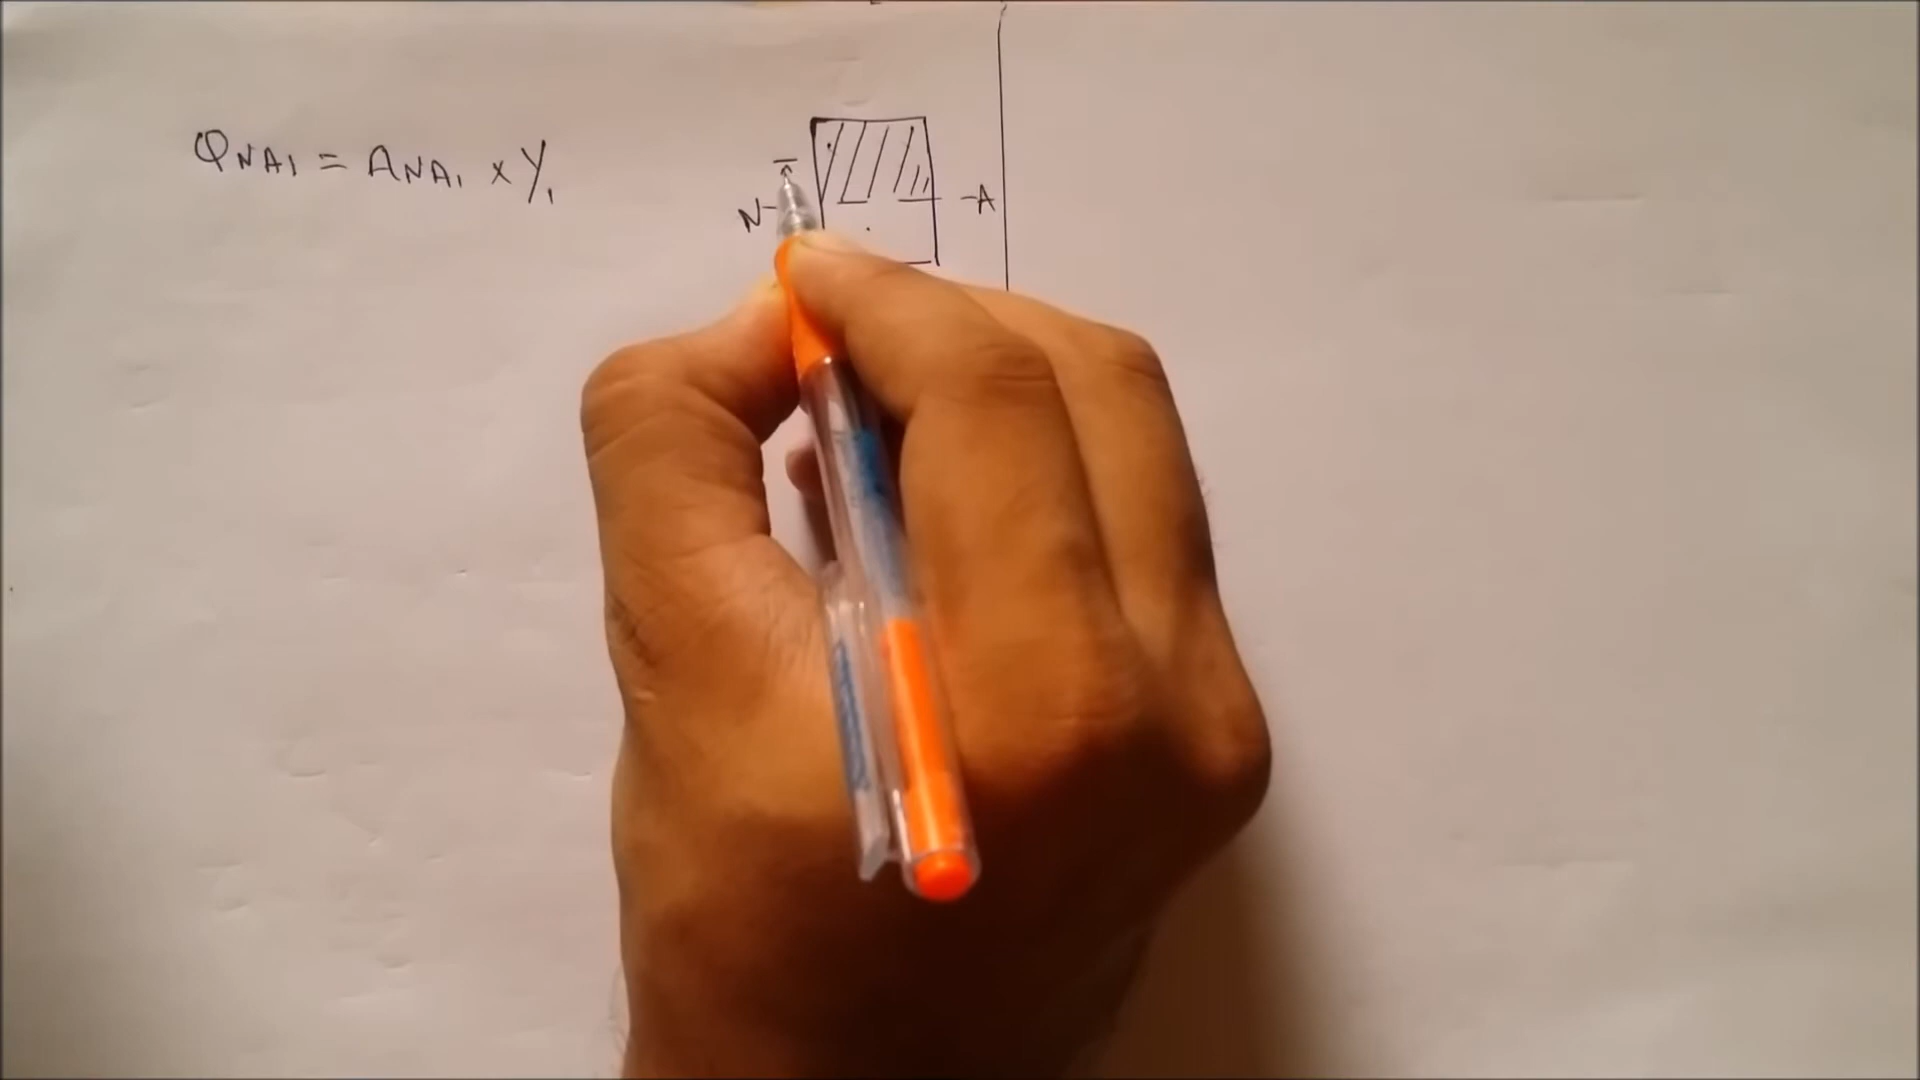 QNA1 = ANA1 x Y1
N- -A